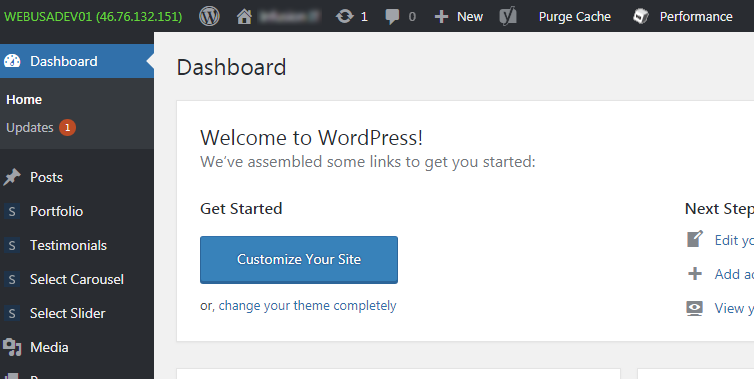 WEBUSADEV01 (46.76.132.151) 1 0 New Purge Cache Performance
Dashboard
Home
Updates 1
Posts
S Portfolio
S Testimonials
S Select Carousel
S Select Slider
Media
Dashboard
Welcome to WordPress!
We've assembled some links to get you started:
Get Started
Customize Your Site
or, change your theme completely
Next Step
Edit yo
Add ad
View y